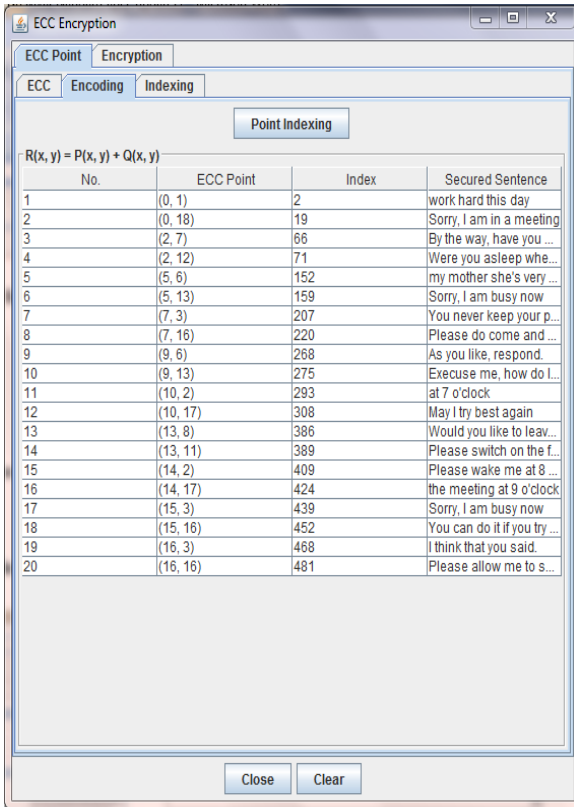 ECC Encryption
ECC Point Encryption
ECC Encoding Indexing
Point Indexing
R(x, y) = P(x, y) + Q(x, y)
No. ECC Point Index Secured Sentence
1 (0, 1) 2 work hard this day
2 (0, 18) 19 Sorry, I am in a meeting
3 (2, 7) 66 By the way, have you ...
4 (2, 12) 71 Were you asleep whe...
5 (5, 6) 152 my mother she's very ...
6 (5, 13) 159 Sorry, I am busy now
7 (7, 3) 207 You never keep your p...
8 (7, 16) 220 Please do come and ...
9 (9, 6) 268 As you like, respond.
10 (9, 13) 275 Execuse me, how do I...
11 (10, 2) 293 at 7 o'clock
12 (10, 17) 308 May I try best again
13 (13, 8) 386 Would you like to leav...
14 (13, 11) 389 Please switch on the f...
15 (14, 2) 409 Please wake me at 8 ...
16 (14, 17) 424 the meeting at 9 o'clock
17 (15, 3) 439 Sorry, I am busy now
18 (15, 16) 452 You can do it if you try ...
19 (16, 3) 468 I think that you said.
20 (16, 16) 481 Please allow me to s...
Close Clear